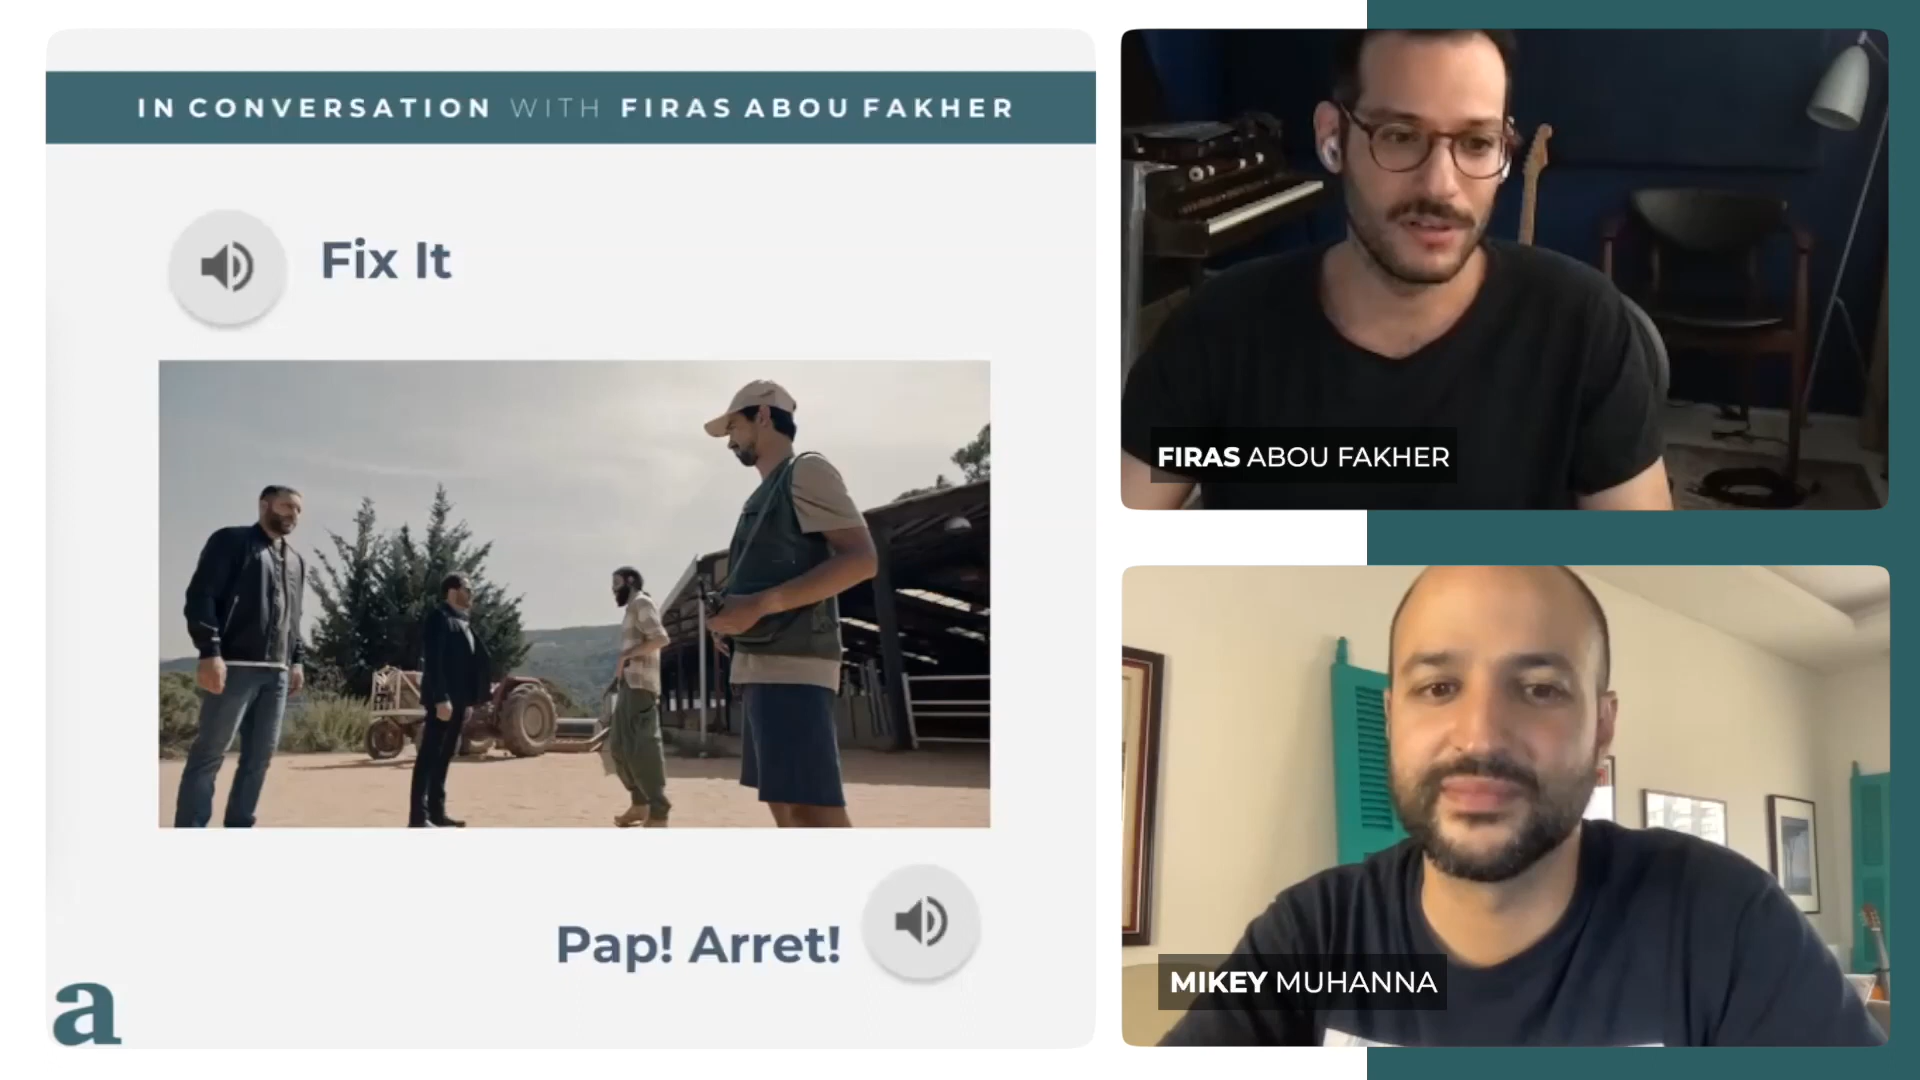 IN CONVERSATION WITH FIRAS ABOU FAKHER
Fix It
Pap! Arret!
a
FIRAS ABOU FAKHER
MIKEY MUHANNA